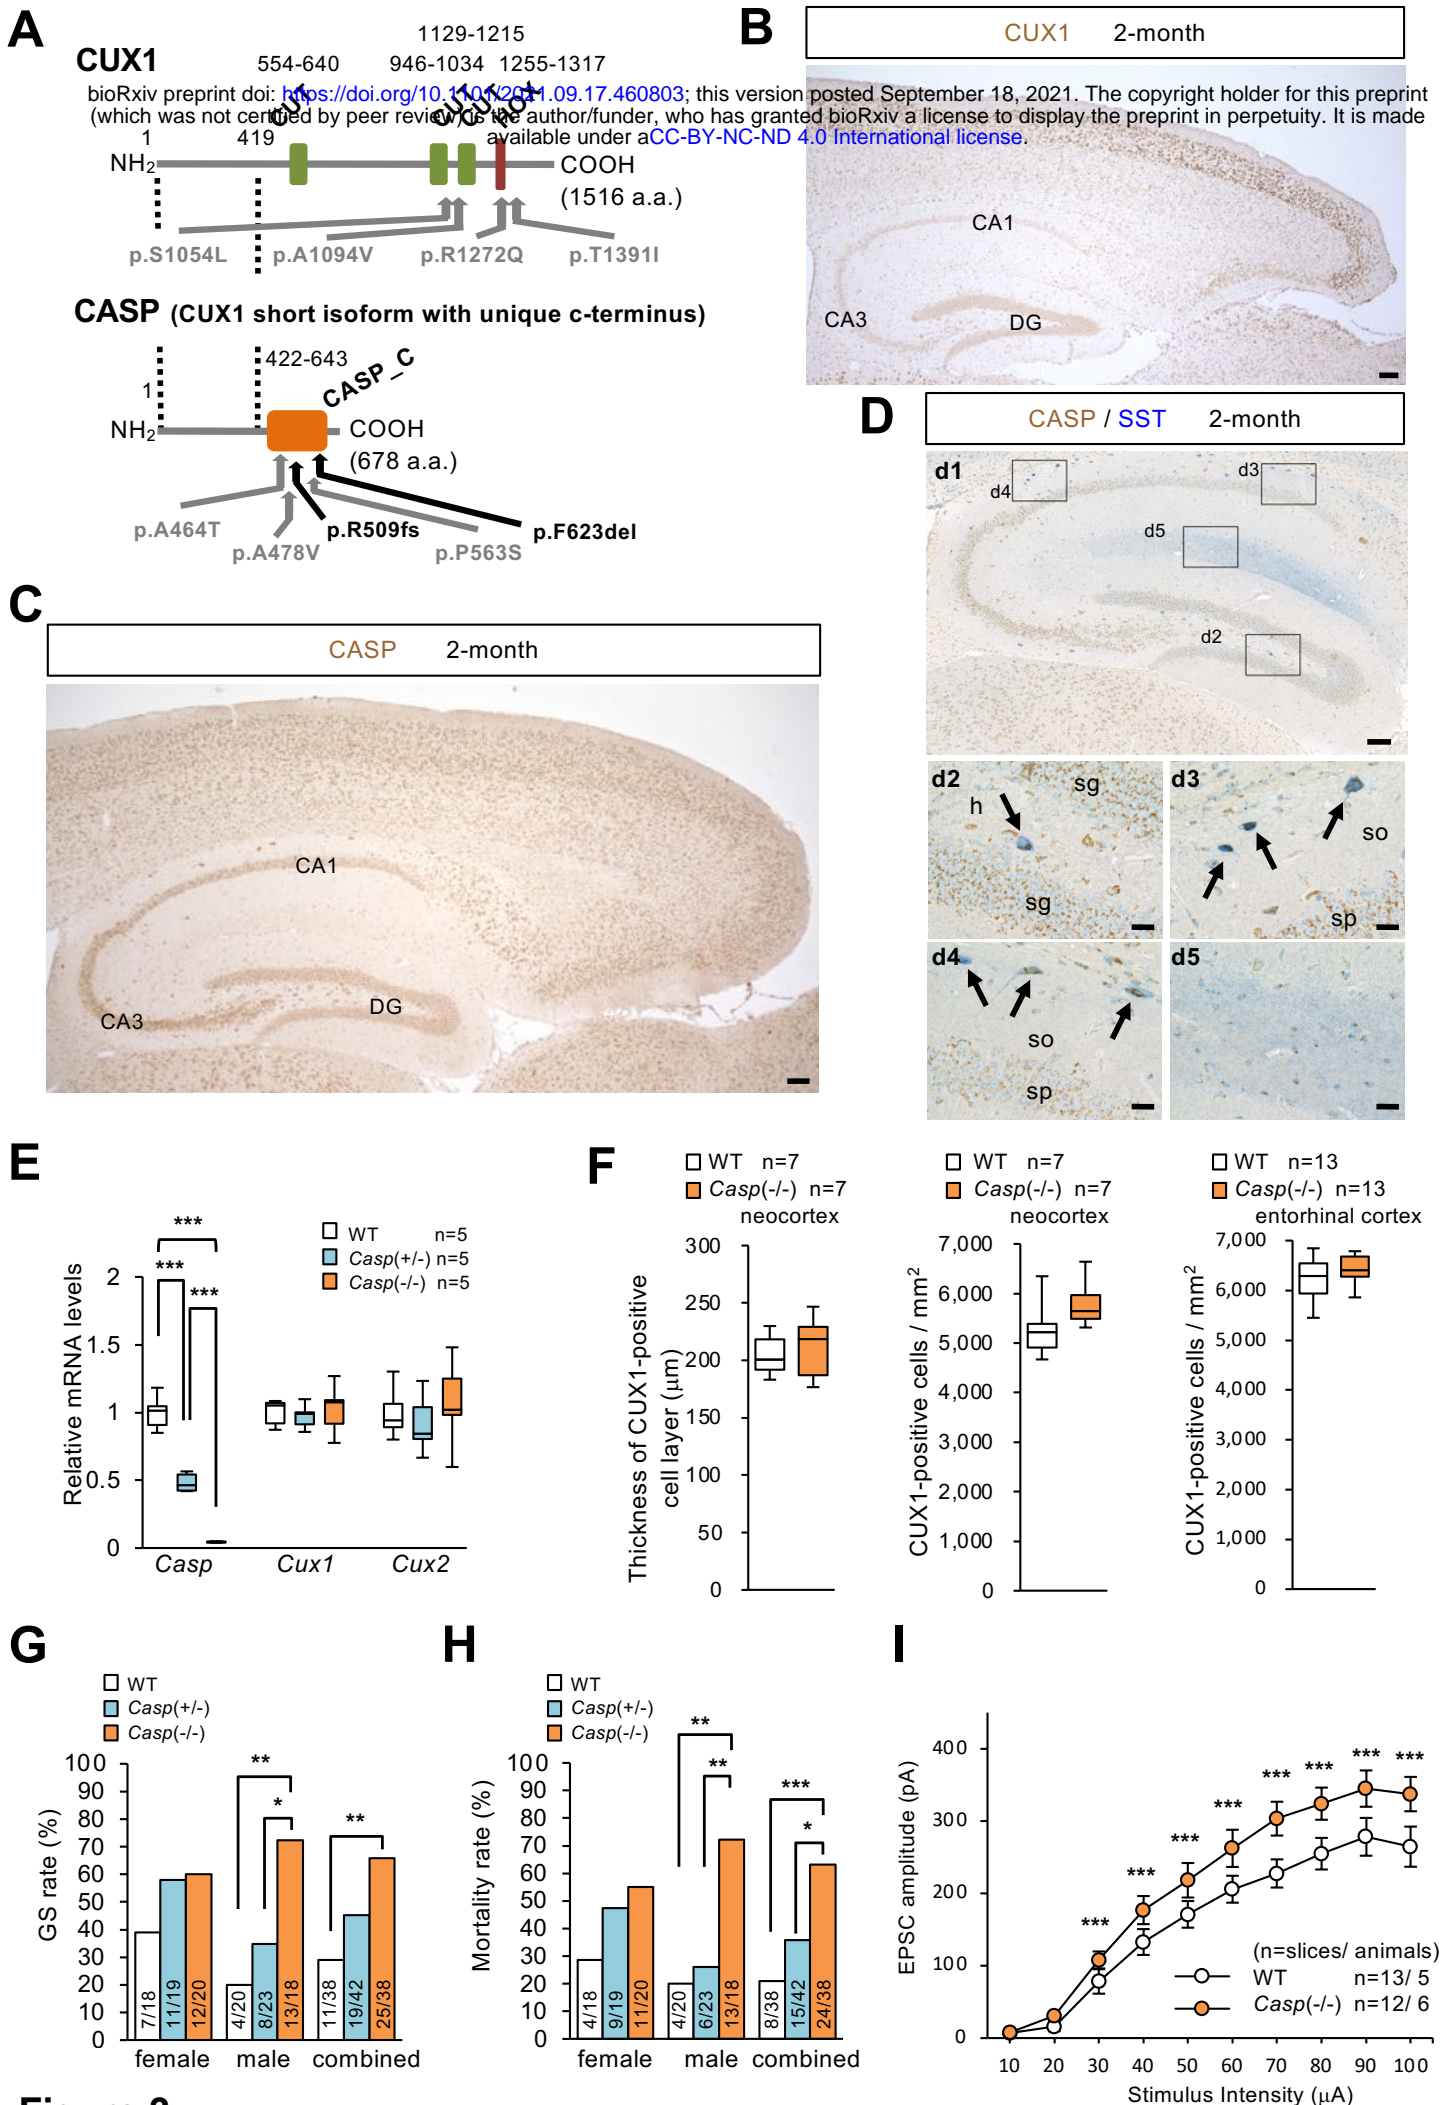 A
CUX1
1129-1215
554-640 946-1034 1255-1317
CUT CUT CUT HOX
bioRxiv preprint doi: https://doi.org/10.1101/2021.09.17.460803; this version posted September 18, 2021. The copyright holder for this preprint
(which was not certified by peer review) is the author/funder, who has granted bioRxiv a license to display the preprint in perpetuity. It is made
available under aCC-BY-NC-ND 4.0 International license.
1 419
NH2 COOH
(1516 a.a.)
p.S1054L p.A1094V p.R1272Q p.T1391I
CASP (CUX1 short isoform with unique c-terminus)
422-643
CASP_C
1
NH2 COOH
(678 a.a.)
p.A464T p.R509fs p.F623del
p.A478V p.P563S
B
CUX1 2-month
CA1
CA3
DG
C
CASP 2-month
CA1
CA3
DG
D
CASP / SST 2-month
d1
d4
d3
d5
d2
d2
h
sg
sg
d3
so
sp
d4
so
sp
d5
E
WT n=5
Casp(+/-) n=5
Casp(-/-) n=5
***
***
***
Relative mRNA levels
2
1.5
1
0.5
0
Casp Cux1 Cux2
F
WT n=7
Casp(-/-) n=7
neocortex
Thickness of CUX1-positive
cell layer (μm)
300
250
200
150
100
50
0
WT n=7
Casp(-/-) n=7
neocortex
CUX1-positive cells / mm2
7,000
6,000
5,000
4,000
3,000
2,000
1,000
0
WT n=13
Casp(-/-) n=13
entorhinal cortex
CUX1-positive cells / mm2
7,000
6,000
5,000
4,000
3,000
2,000
1,000
0
G
WT
Casp(+/-)
Casp(-/-)
GS rate (%)
100
90
80
70
60
50
40
30
20
10
0
**
*
**
7/18 11/19 12/20 4/20 8/23 13/18 11/38 19/42 25/38
female male combined
H
WT
Casp(+/-)
Casp(-/-)
Mortality rate (%)
100
90
80
70
60
50
40
30
20
10
0
**
**
***
*
4/18 9/19 11/20 4/20 6/23 13/18 8/38 15/42 24/38
female male combined
I
EPSC amplitude (pA)
400
300
200
100
0
*** *** *** *** *** *** *** ***
(n=slices/ animals)
WT n=13/ 5
Casp(-/-) n=12/ 6
10 20 30 40 50 60 70 80 90 100
Stimulus Intensity (μA)